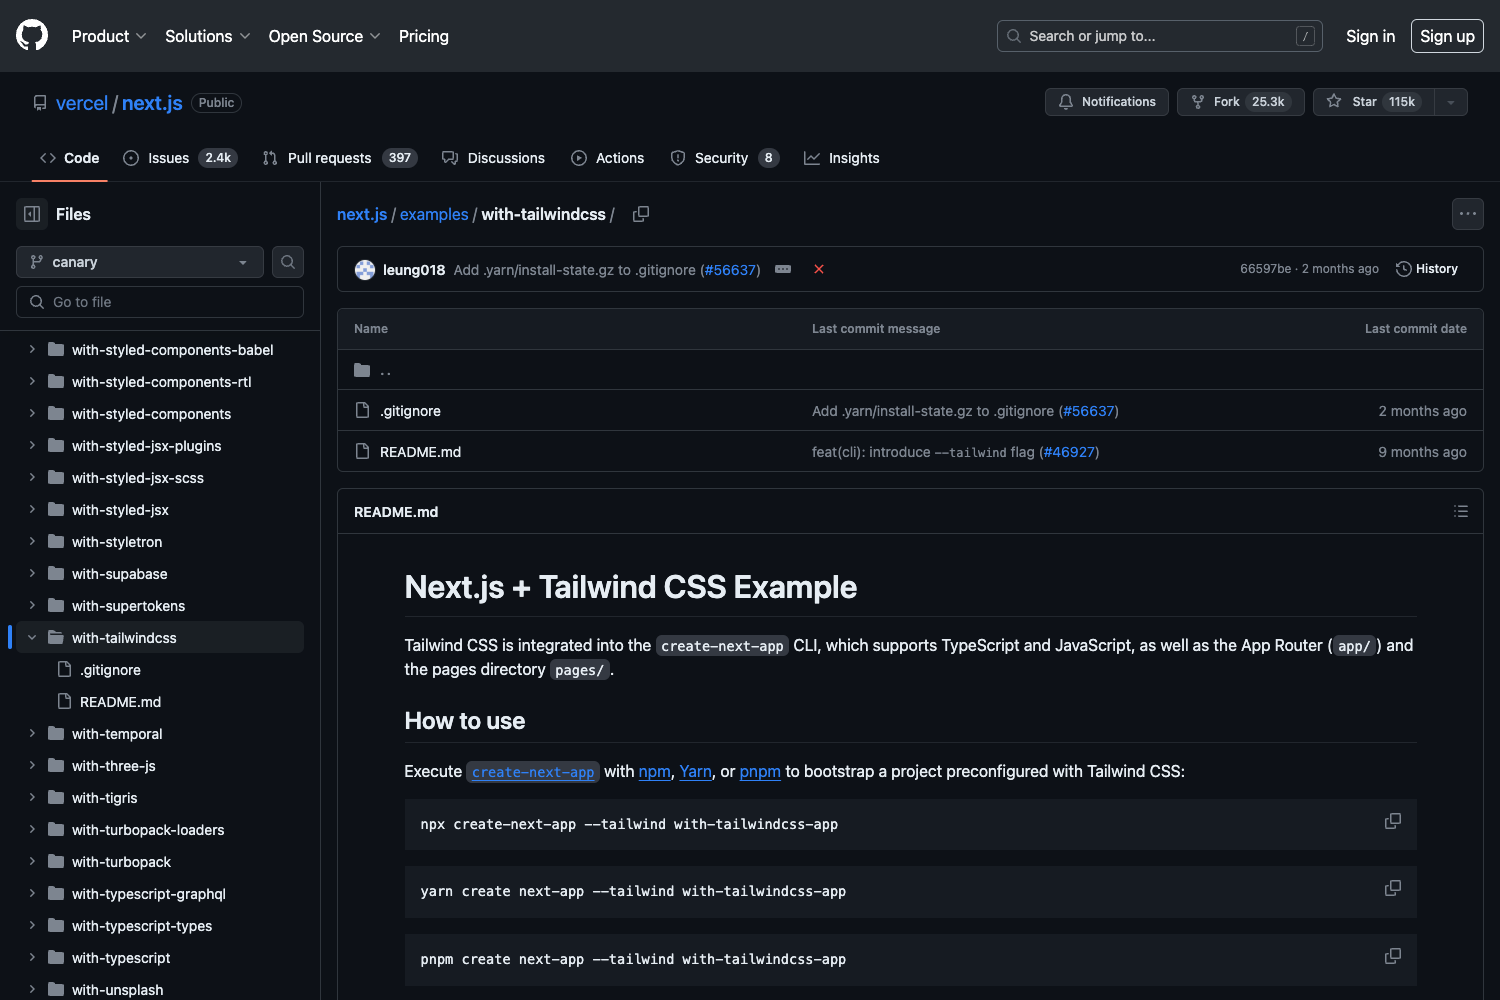 Product Solutions Open Source Pricing Search or jump to... / Sign in Sign up
vercel / next.js Public Notifications Fork 25.3k Star 115k
Code Issues 2.4k Pull requests 397 Discussions Actions Security 8 Insights
Files
canary
Go to file
with-styled-components-babel
with-styled-components-rtl
with-styled-components
with-styled-jsx-plugins
with-styled-jsx-scss
with-styled-jsx
with-styletron
with-supabase
with-supertokens
with-tailwindcss
.gitignore
README.md
with-temporal
with-three-js
with-tigris
with-turbopack-loaders
with-turbopack
with-typescript-graphql
with-typescript-types
with-typescript
with-unsplash
next.js / examples / with-tailwindcss /
leung018 Add .yarn/install-state.gz to .gitignore (#56637) 66597be · 2 months ago History
Name Last commit message Last commit date
..
.gitignore Add .yarn/install-state.gz to .gitignore (#56637) 2 months ago
README.md feat(cli): introduce --tailwind flag (#46927) 9 months ago
README.md
Next.js + Tailwind CSS Example
Tailwind CSS is integrated into the create-next-app CLI, which supports TypeScript and JavaScript, as well as the App Router ( app/ ) and
the pages directory pages/ .
How to use
Execute create-next-app with npm, Yarn, or pnpm to bootstrap a project preconfigured with Tailwind CSS:
npx create-next-app --tailwind with-tailwindcss-app
yarn create next-app --tailwind with-tailwindcss-app
pnpm create next-app --tailwind with-tailwindcss-app